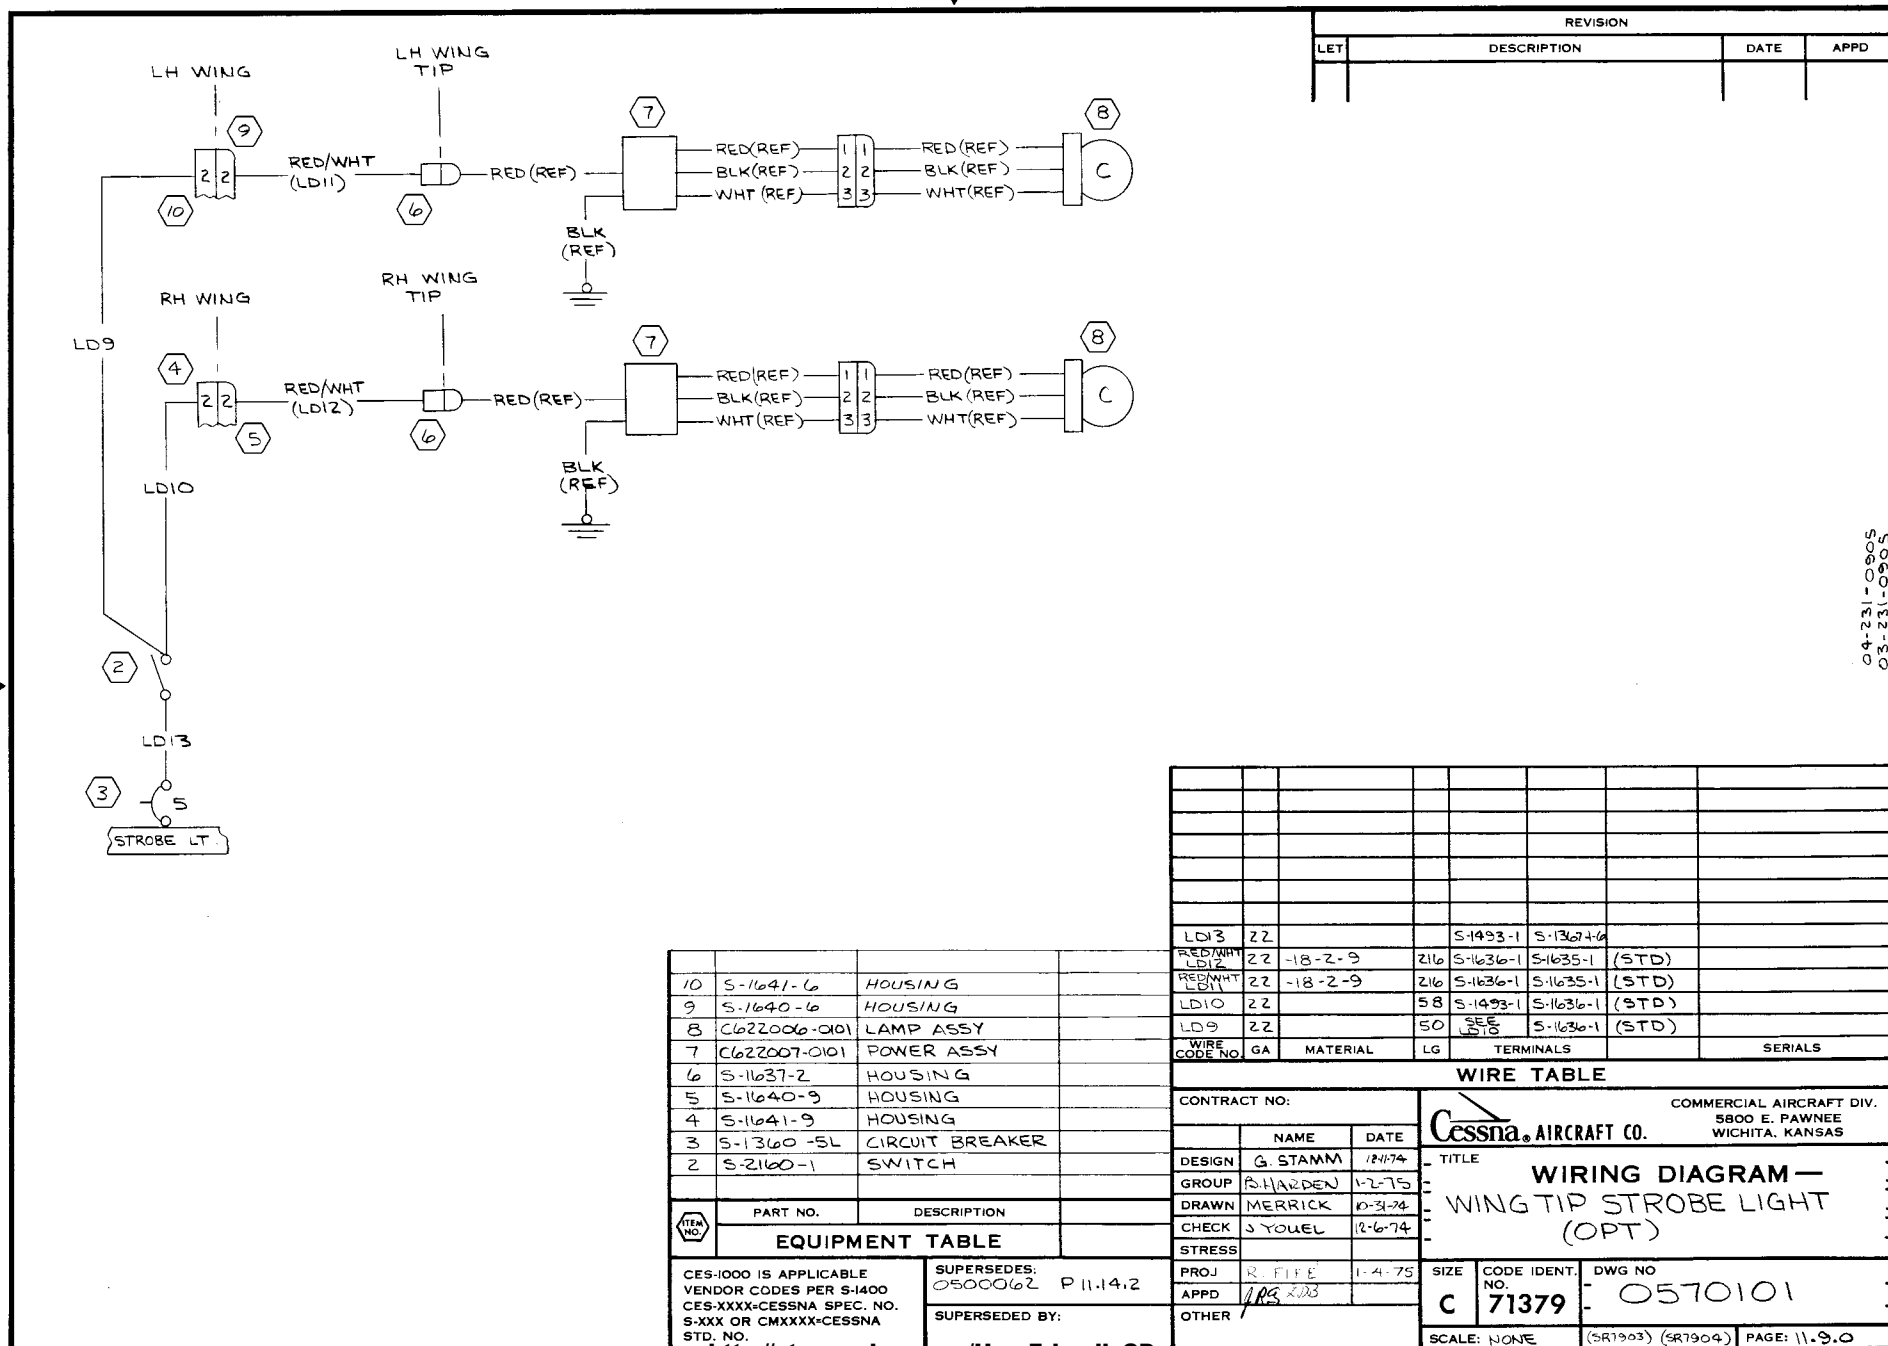 REVISION
LET DESCRIPTION DATE APPD
LH WING
LH WING
TIP
9
10
2 2
RED/WHT
(LD11)
6
RED (REF)
7
RED(REF) 1 1 RED(REF)
BLK(REF) 2 2 BLK(REF)
WHT (REF) 3 3 WHT(REF)
8
C
BLK
(REF)
LD9
RH WING
RH WING
TIP
4
5
2 2
RED/WHT
(LD12)
6
RED(REF)
7
RED(REF) 1 1 RED(REF)
BLK(REF) 2 2 BLK(REF)
WHT(REF) 3 3 WHT(REF)
8
C
BLK
(REF)
LD10
2
LD13
3
5
STROBE LT.
04-231-0905
03-231-0905
10 S-1641-6 HOUSING
9 S-1640-6 HOUSING
8 C622006-0101 LAMP ASSY
7 C622007-0101 POWER ASSY
6 S-1637-2 HOUSING
5 S-1640-9 HOUSING
4 S-1641-9 HOUSING
3 S-1360-5L CIRCUIT BREAKER
2 S-2160-1 SWITCH
ITEM NO. PART NO. DESCRIPTION
EQUIPMENT TABLE
CES-1000 IS APPLICABLE
VENDOR CODES PER S-1400
CES-XXXX=CESSNA SPEC. NO.
S-XXX OR CMXXXX=CESSNA
STD. NO.
SUPERSEDES:
0500062 P 11.14.2
SUPERSEDED BY:
LD13 22 S-1493-1 S-1367-1-6
RED/WHT LD12 22 -18-2-9 216 S-1636-1 S-1635-1 (STD)
RED/WHT LD11 22 -18-2-9 216 S-1636-1 S-1635-1 (STD)
LD10 22 58 S-1493-1 S-1636-1 (STD)
LD9 22 50 SEE LD10 S-1636-1 (STD)
WIRE CODE NO. GA MATERIAL LG TERMINALS SERIALS
WIRE TABLE
CONTRACT NO:
NAME DATE
DESIGN G. STAMM 12-11-74
GROUP B. HARDEN 1-2-75
DRAWN MERRICK 10-31-74
CHECK J YOUEL 12-6-74
STRESS
PROJ R. FIFE 1-4-75
APPD
OTHER
Cessna® AIRCRAFT CO.
COMMERCIAL AIRCRAFT DIV.
5800 E. PAWNEE
WICHITA, KANSAS
TITLE
WIRING DIAGRAM—
WING TIP STROBE LIGHT
(OPT)
SIZE
C
CODE IDENT. NO.
71379
DWG NO
0570101
SCALE: NONE (SR7903) (SR7904) PAGE: 11.9.0